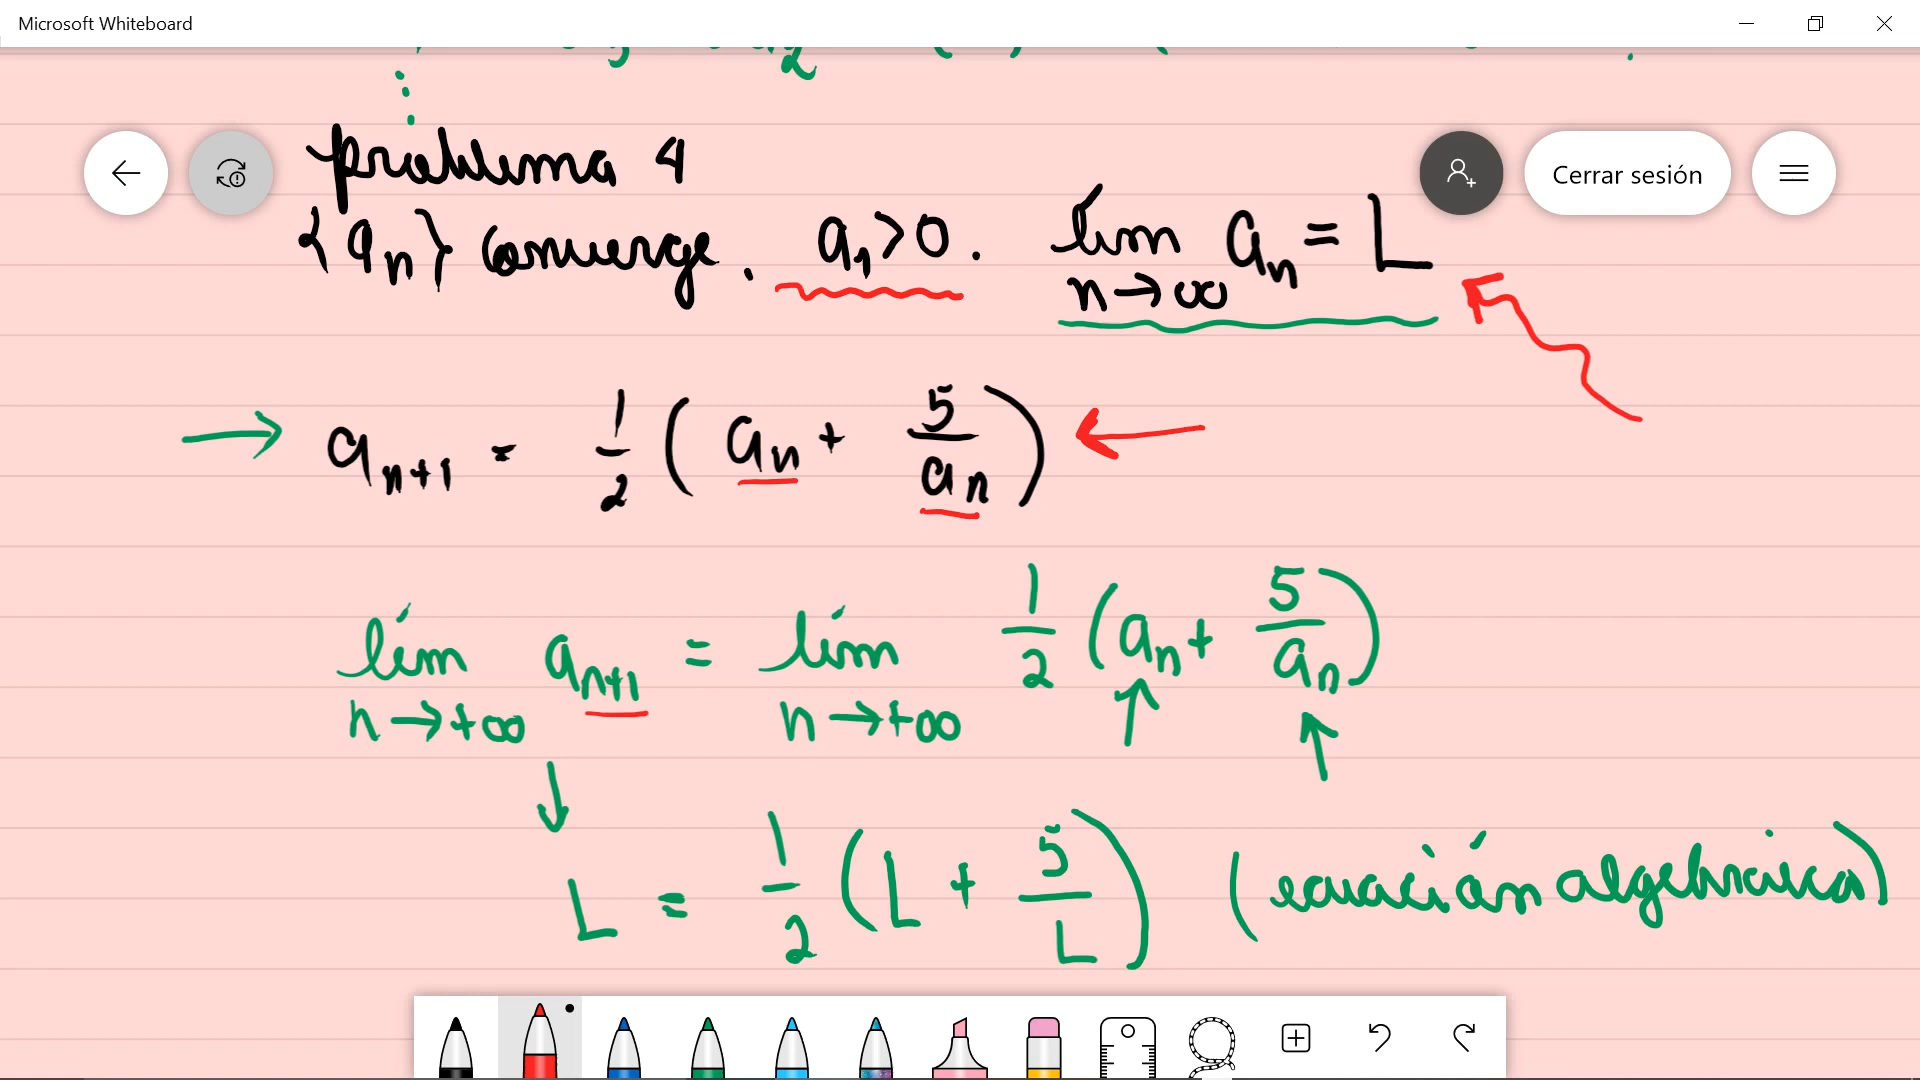 Microsoft Whiteboard
problema 4
Cerrar sesión
{an} converge. a1>0. lím n→∞ an = L
an+1 = 1/2 ( an + 5/an )
lím n→+∞ an+1 = lím n→+∞ 1/2 ( an + 5/an )
L = 1/2 ( L + 5/L ) (ecuación algebraica)